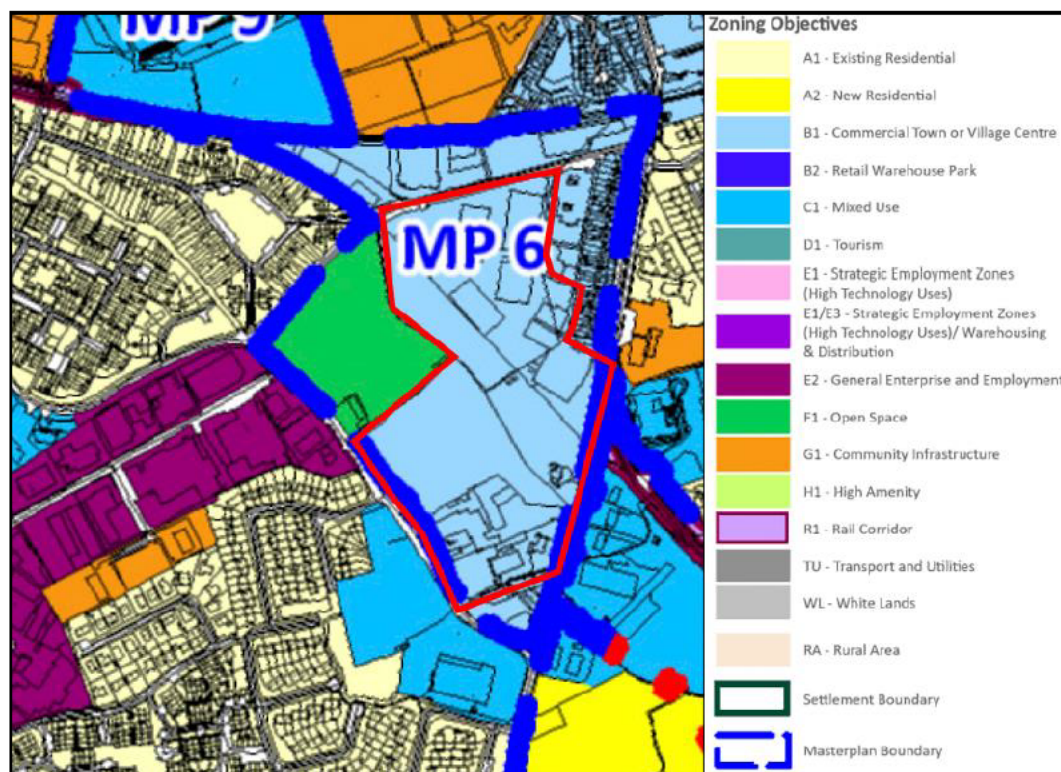 MP 9
MP 6
Zoning Objectives
A1 - Existing Residential
A2 - New Residential
B1 - Commercial Town or Village Centre
B2 - Retail Warehouse Park
C1 - Mixed Use
D1 - Tourism
E1 - Strategic Employment Zones
(High Technology Uses)
E1/E3 - Strategic Employment Zones
(High Technology Uses)/ Warehousing
& Distribution
E2 - General Enterprise and Employment
F1 - Open Space
G1 - Community Infrastructure
H1 - High Amenity
R1 - Rail Corridor
TU - Transport and Utilities
WL - White Lands
RA - Rural Area
Settlement Boundary
Masterplan Boundary